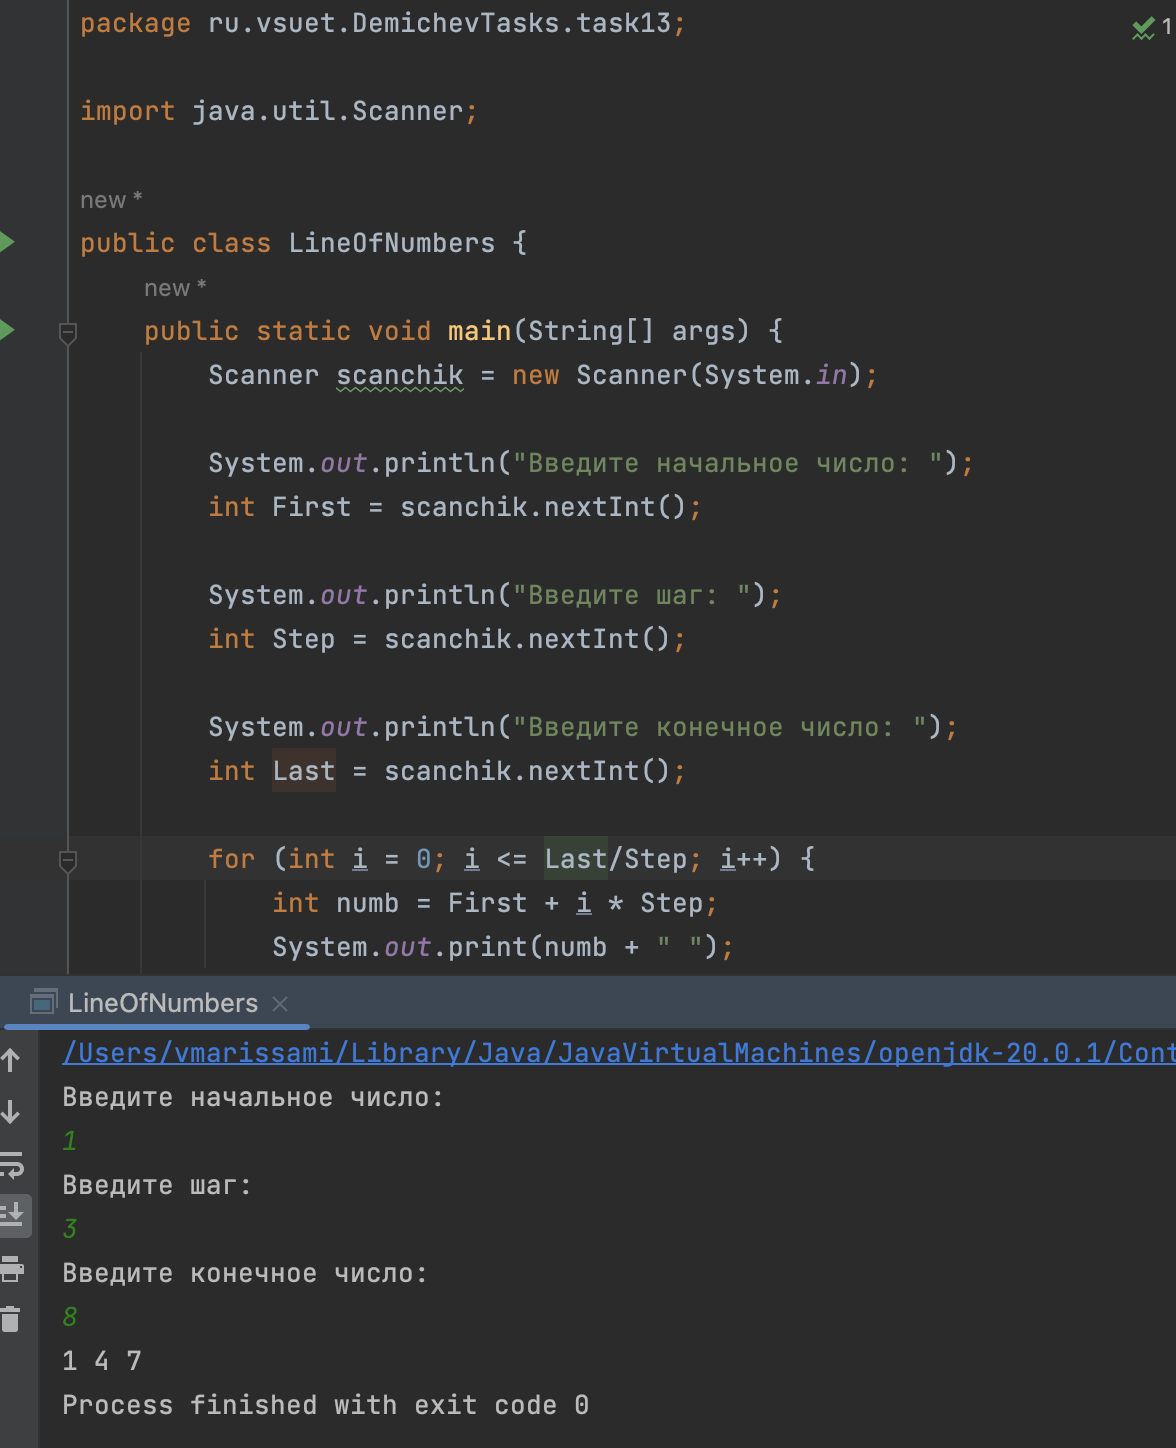 package ru.vsuet.DemichevTasks.task13;
1
import java.util.Scanner;
new *
public class LineOfNumbers {
new *
public static void main(String[] args) {
Scanner scanchik = new Scanner(System.in);
System.out.println("Введите начальное число: ");
int First = scanchik.nextInt();
System.out.println("Введите шаг: ");
int Step = scanchik.nextInt();
System.out.println("Введите конечное число: ");
int Last = scanchik.nextInt();
for (int i = 0; i <= Last/Step; i++) {
int numb = First + i * Step;
System.out.print(numb + " ");
LineOfNumbers
/Users/vmarissami/Library/Java/JavaVirtualMachines/openjdk-20.0.1/Cont
Введите начальное число:
1
Введите шаг:
3
Введите конечное число:
8
1 4 7
Process finished with exit code 0